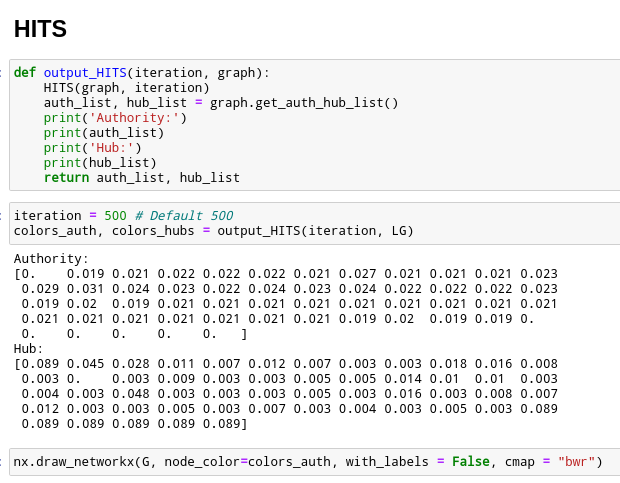 HITS
def output_HITS(iteration, graph):
    HITS(graph, iteration)
    auth_list, hub_list = graph.get_auth_hub_list()
    print('Authority:')
    print(auth_list)
    print('Hub:')
    print(hub_list)
    return auth_list, hub_list
iteration = 500 # Default 500
colors_auth, colors_hubs = output_HITS(iteration, LG)
Authority:
[0.    0.019 0.021 0.022 0.022 0.022 0.021 0.027 0.021 0.021 0.021 0.023
 0.029 0.031 0.024 0.023 0.022 0.024 0.023 0.024 0.022 0.022 0.022 0.023
 0.019 0.02  0.019 0.021 0.021 0.021 0.021 0.021 0.021 0.021 0.021 0.021
 0.021 0.021 0.021 0.021 0.021 0.021 0.021 0.019 0.02  0.019 0.019 0.
 0.    0.    0.    0.    0.   ]
Hub:
[0.089 0.045 0.028 0.011 0.007 0.012 0.007 0.003 0.003 0.018 0.016 0.008
 0.003 0.    0.003 0.009 0.003 0.003 0.005 0.005 0.014 0.01  0.01  0.003
 0.004 0.003 0.048 0.003 0.003 0.003 0.005 0.003 0.016 0.003 0.008 0.007
 0.012 0.003 0.003 0.005 0.003 0.007 0.003 0.004 0.003 0.005 0.003 0.089
 0.089 0.089 0.089 0.089 0.089]
nx.draw_networkx(G, node_color=colors_auth, with_labels = False, cmap = "bwr")